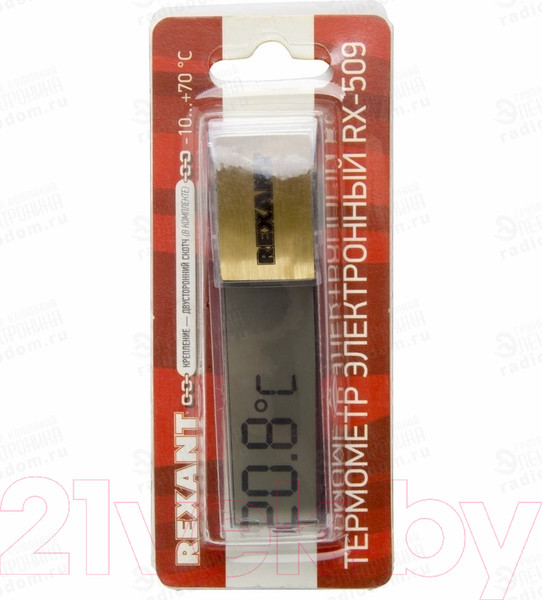 -10...+70 °C
КРЕПЛЕНИЕ — ДВУСТОРОННИЙ СКОТЧ (В КОМПЛЕКТЕ)
REXANT
REXANT
20.8°C
ТЕРМОМЕТР ЭЛЕКТРОННЫЙ RX-509
21vek.by